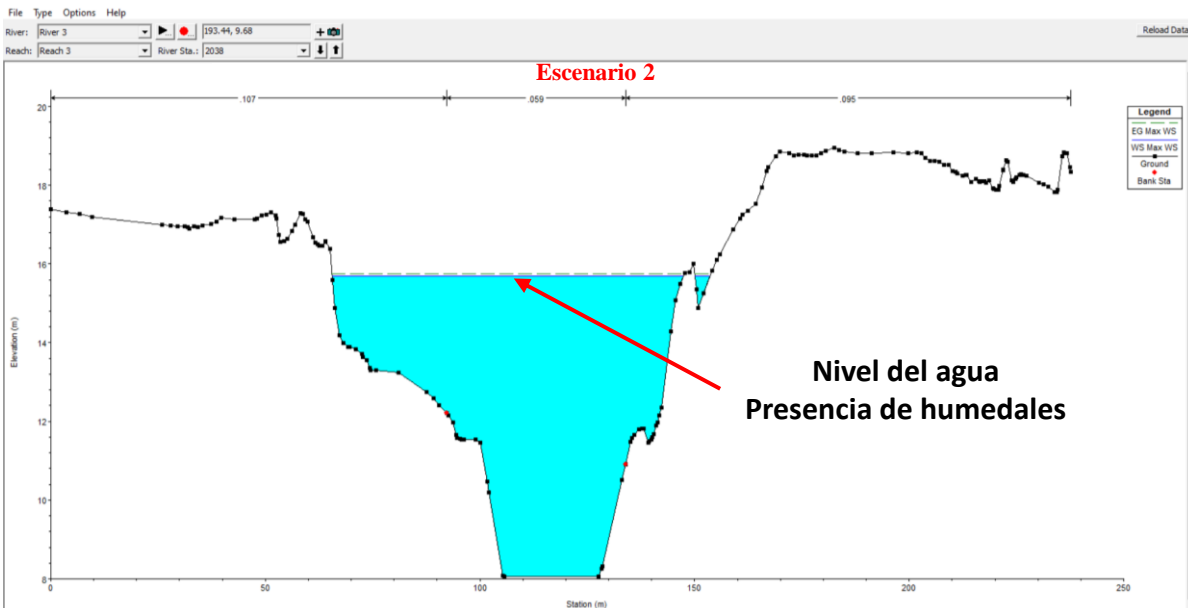 File Type Options Help
River: River 3 193.44, 9.68 Reload Data
Reach: Reach 3 River Sta.: 2038
Escenario 2
.107 .059 .095
Legend
EG Max WS
WS Max WS
Ground
Bank Sta
20
18
16
14
12
10
8
Elevation (m)
Nivel del agua
Presencia de humedales
0 50 100 150 200 250
Station (m)